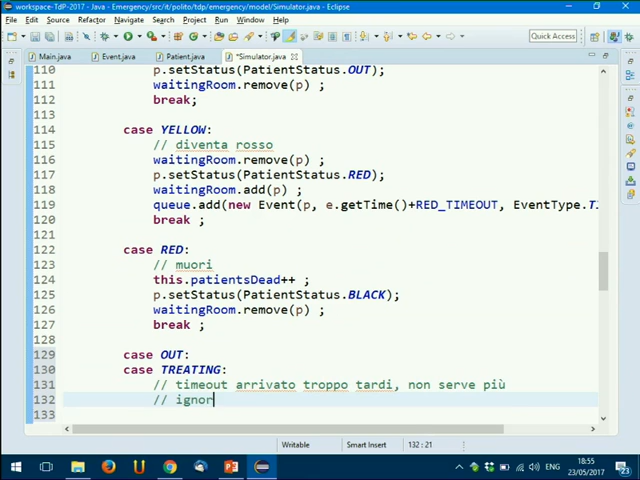 workspace-TdP-2017 - Java - Emergency/src/it/polito/tdp/emergency/model/Simulator.java - Eclipse
File Edit Source Refactor Navigate Search Project Run Window Help
Quick Access
Main.java Event.java Patient.java *Simulator.java
110 p.setStatus(PatientStatus.OUT);
111 waitingRoom.remove(p) ;
112 break;
113
114 case YELLOW:
115 // diventa rosso
116 waitingRoom.remove(p) ;
117 p.setStatus(PatientStatus.RED);
118 waitingRoom.add(p) ;
119 queue.add(new Event(p, e.getTime()+RED_TIMEOUT, EventType.TI
120 break ;
121
122 case RED:
123 // muori
124 this.patientsDead++ ;
125 p.setStatus(PatientStatus.BLACK);
126 waitingRoom.remove(p) ;
127 break ;
128
129 case OUT:
130 case TREATING:
131 // timeout arrivato troppo tardi, non serve più
132 // ignor
133
Writable Smart Insert 132 : 21
ENG 18:55
23/05/2017 23